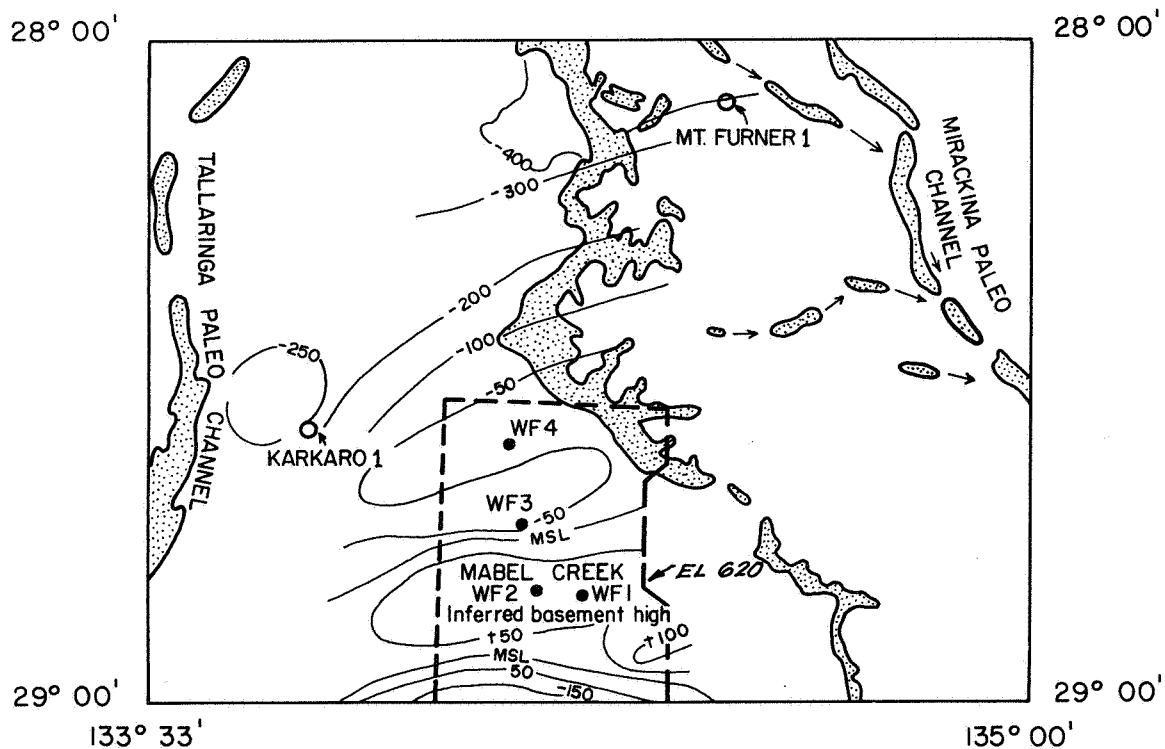 28° 00'
28° 00'
MT. FURNER 1
MIRACKINA PALEO
CHANNEL
TALLARINGA PALEO CHANNEL
-400
-300
-200
-100
-50
-250
KARKARO 1
WF4
WF3
-50
MSL
EL 620
MABEL CREEK
WF2
WF1
Inferred basement high
+50
+100
MSL
50
-150
29° 00'
29° 00'
133° 33'
135° 00'